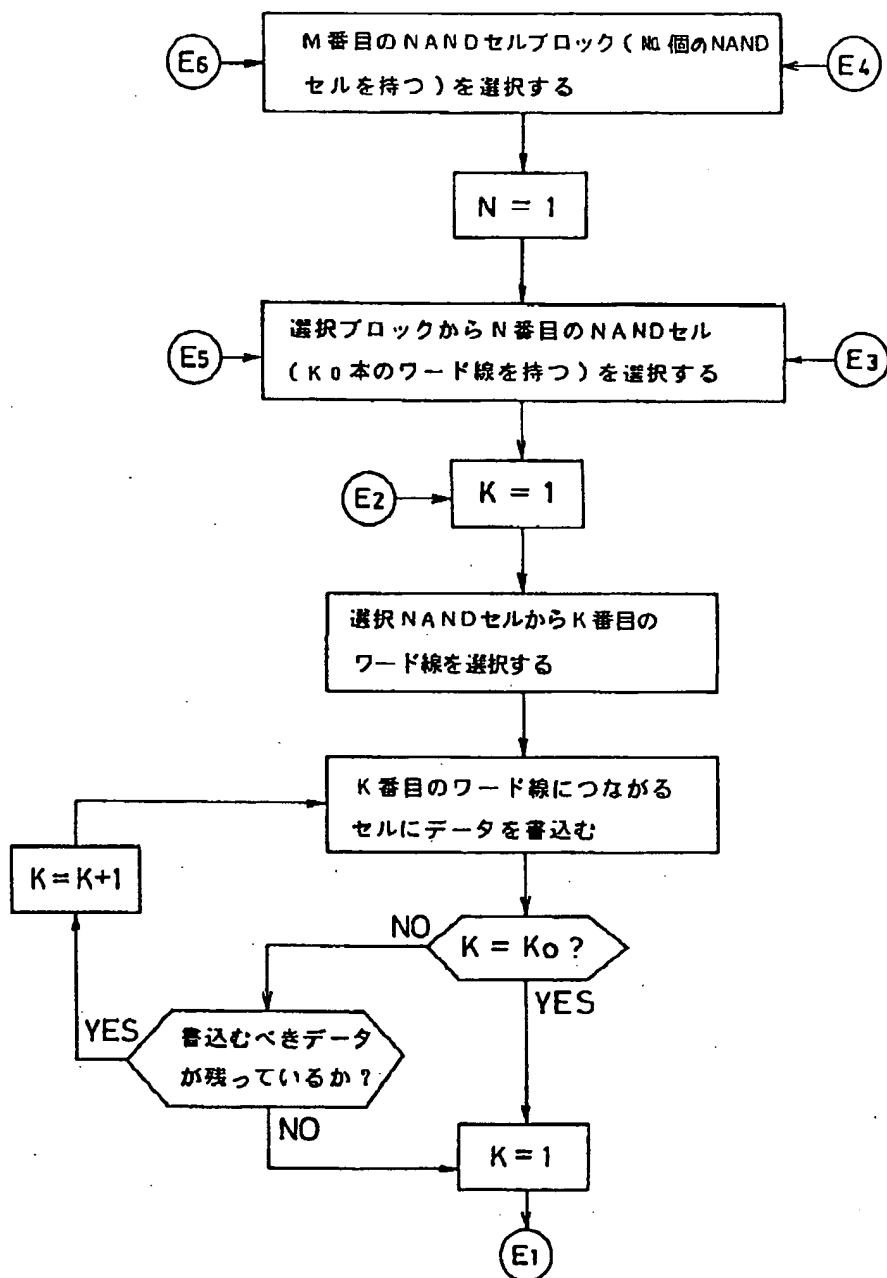 M番目のNANDセルブロック(N0個のNAND
セルを持つ)を選択する
E6
E4
N = 1
選択ブロックからN番目のNANDセル
(K0本のワード線を持つ)を選択する
E5
E3
K = 1
E2
選択NANDセルからK番目の
ワード線を選択する
K番目のワード線につながる
セルにデータを書込む
K = K+1
NO
K = Ko ?
YES
YES
書込むべきデータ
が残っているか?
NO
K = 1
E1